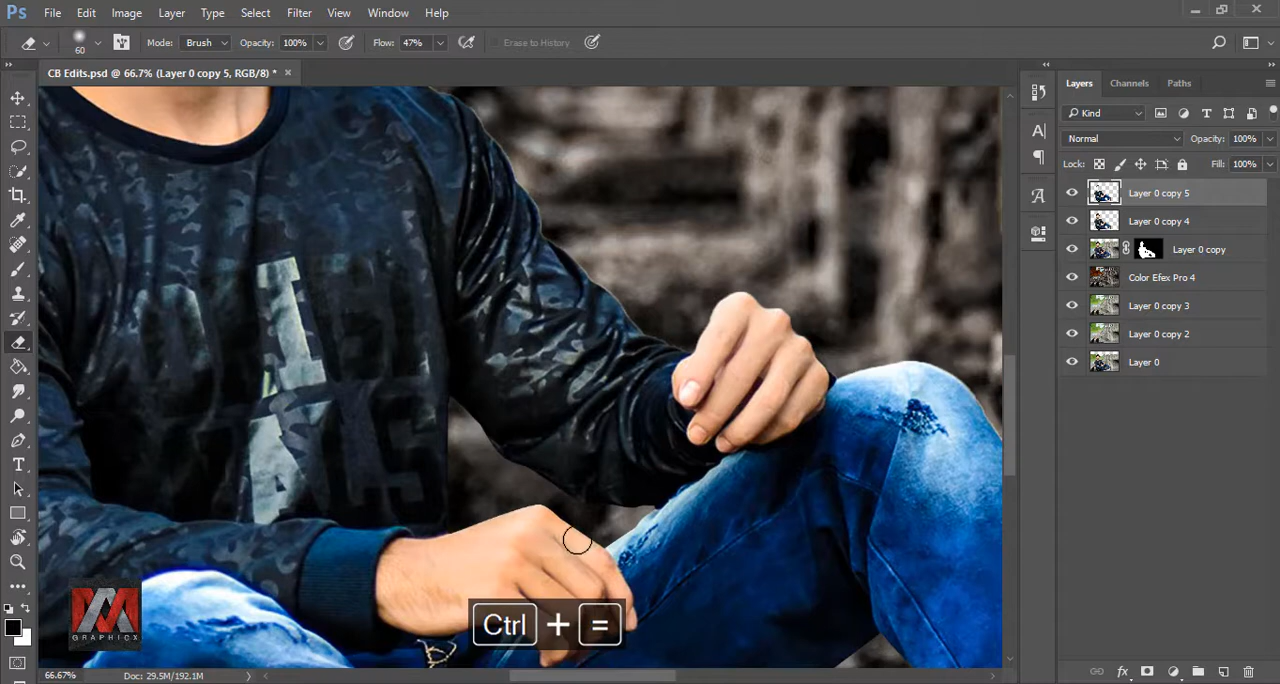 Ps File Edit Image Layer Type Select Filter View Window Help
60 Mode: Brush Opacity: 100% Flow: 47% Erase to History
CB Edits.psd @ 66.7% (Layer 0 copy 5, RGB/8) * ×
Layers Channels Paths
Kind
Normal Opacity: 100%
Lock: Fill: 100%
Layer 0 copy 5
Layer 0 copy 4
Layer 0 copy
Color Efex Pro 4
Layer 0 copy 3
Layer 0 copy 2
Layer 0
Ctrl + =
GRAPHICX
66.67% Doc: 29.5M/192.1M